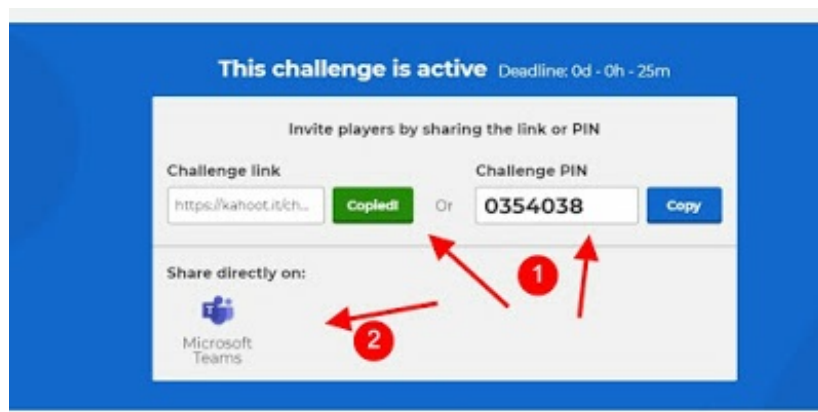 This challenge is active Deadline: 0d - 0h - 25m
Invite players by sharing the link or PIN
Challenge link
Challenge PIN
https://kahoot.it/ch... Copied! Or 0354038 Copy
1
Share directly on:
2
Microsoft
Teams